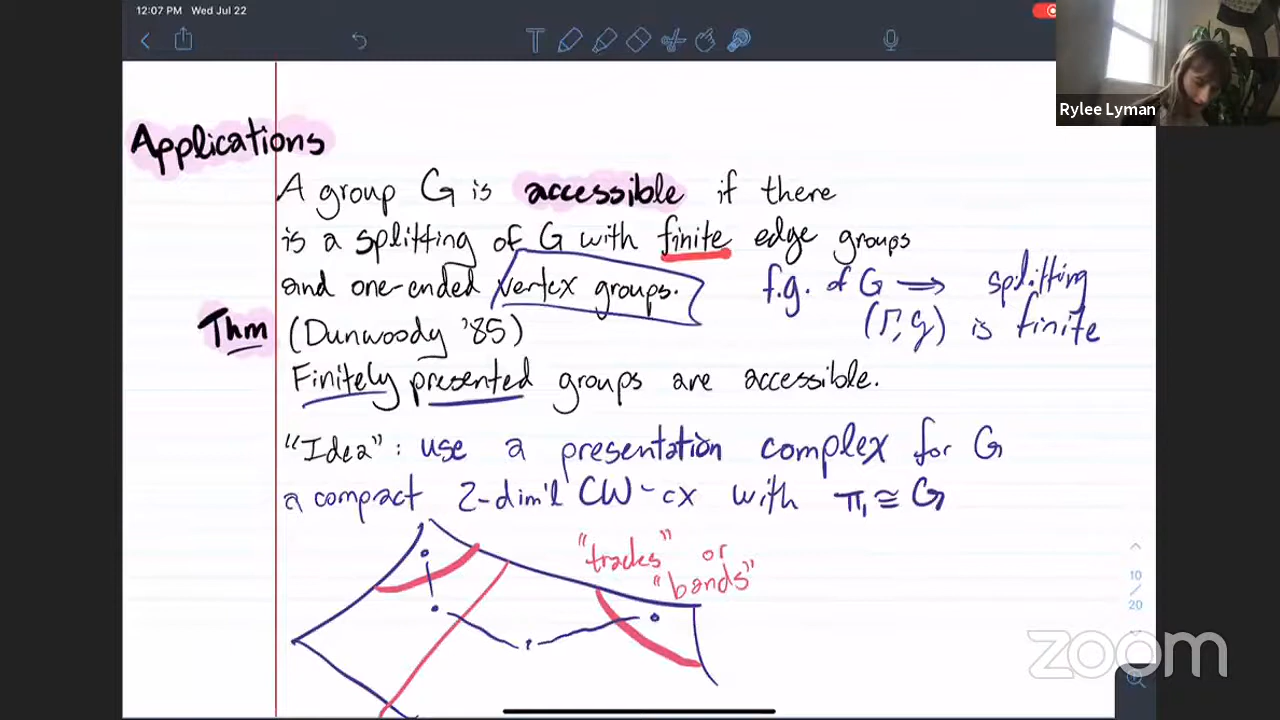 12:07 PM Wed Jul 22
Rylee Lyman
Applications
A group G is accessible if there
is a splitting of G with finite edge groups
and one-ended vertex groups.
f.g. of G ⟹ splitting
(Γ, 𝒢) is finite
Thm (Dunwoody '85)
Finitely presented groups are accessible.
"Idea": use a presentation complex for G
a compact 2-dim'l CW-cx with π₁ ≅ G
"tracks" or
"bands"
10
/
20
zoom